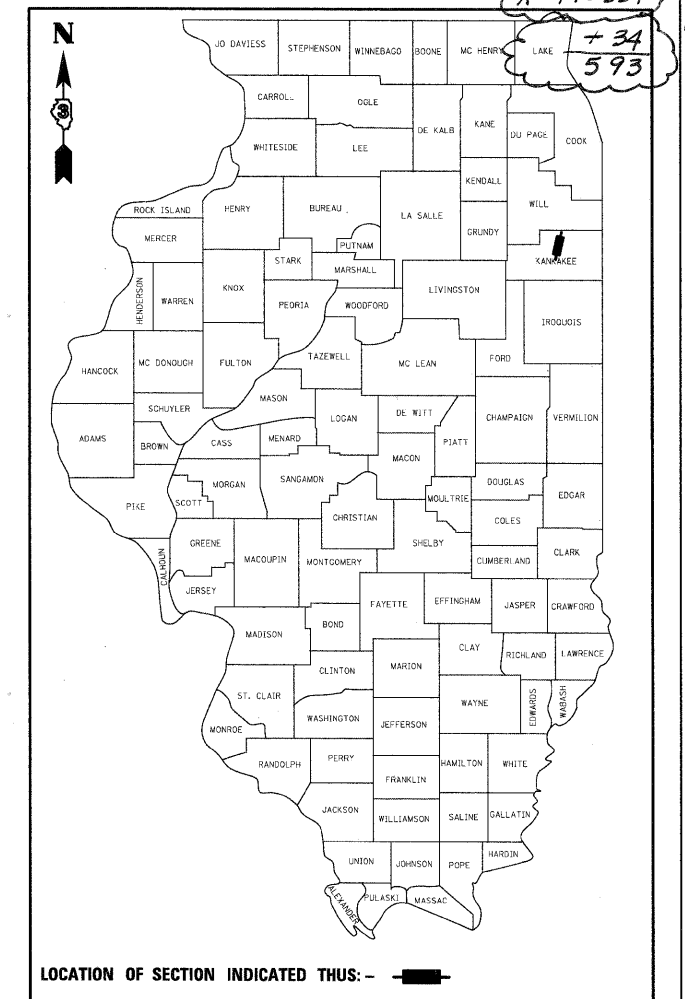 N
3
+ 34
593
JO DAVIESS STEPHENSON WINNEBAGO BOONE MC HENRY LAKE
CARROLL OGLE DE KALB KANE DU PAGE COOK
WHITESIDE LEE
KENDALL
WILL
ROCK ISLAND HENRY BUREAU LA SALLE
GRUNDY
MERCER PUTNAM
STARK MARSHALL KANKAKEE
HENDERSON WARREN KNOX PEORIA WOODFORD LIVINGSTON
IROQUOIS
HANCOCK MC DONOUGH FULTON TAZEWELL MC LEAN FORD
MASON
SCHUYLER LOGAN DE WITT CHAMPAIGN VERMILION
ADAMS BROWN CASS MENARD PIATT
MACON
PIKE SCOTT MORGAN SANGAMON MOULTRIE DOUGLAS EDGAR
CHRISTIAN COLES
GREENE MACOUPIN MONTGOMERY SHELBY CUMBERLAND CLARK
CALHOUN
JERSEY
FAYETTE EFFINGHAM JASPER CRAWFORD
MADISON BOND
CLAY RICHLAND LAWRENCE
CLINTON MARION
ST. CLAIR WAYNE EDWARDS WABASH
WASHINGTON JEFFERSON
MONROE
RANDOLPH PERRY HAMILTON WHITE
FRANKLIN
JACKSON WILLIAMSON SALINE GALLATIN
UNION JOHNSON POPE HARDIN
ALEXANDER PULASKI MASSAC
LOCATION OF SECTION INDICATED THUS:-